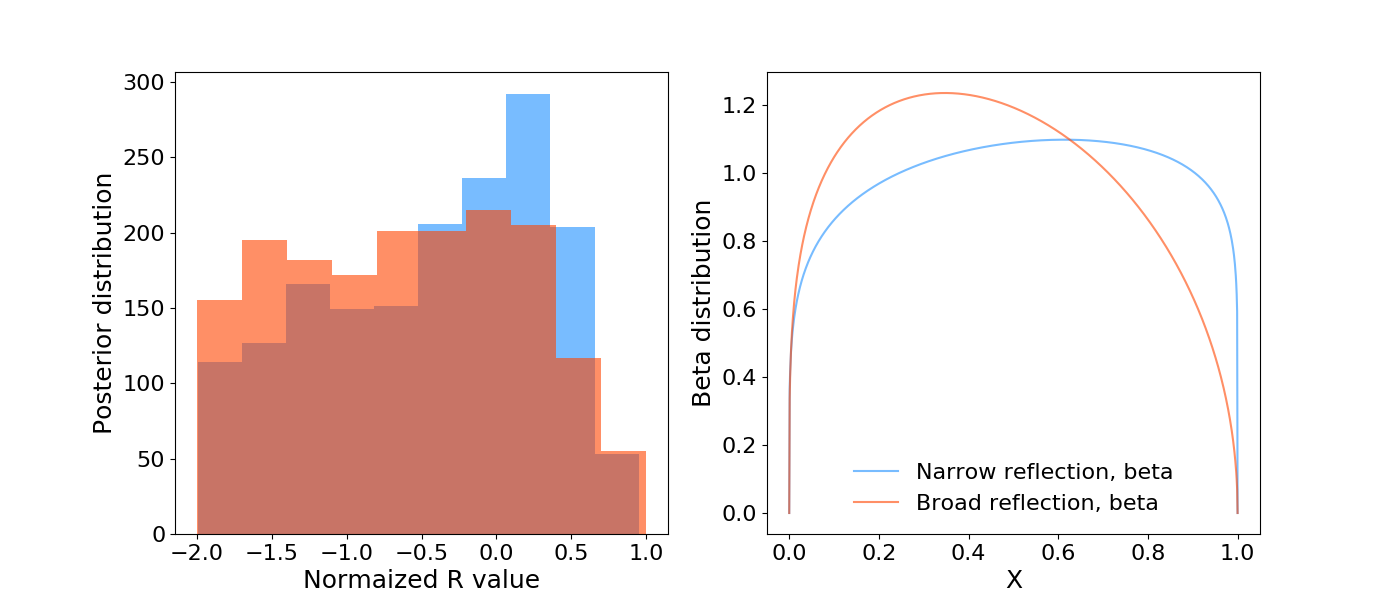 300
250
200
150
100
50
0
−2.0 −1.5 −1.0 −0.5 0.0 0.5 1.0
Normaized R value
Posterior distribution
1.2
1.0
0.8
0.6
0.4
0.2
0.0
0.0 0.2 0.4 0.6 0.8 1.0
X
Beta distribution
Narrow reflection, beta
Broad reflection, beta